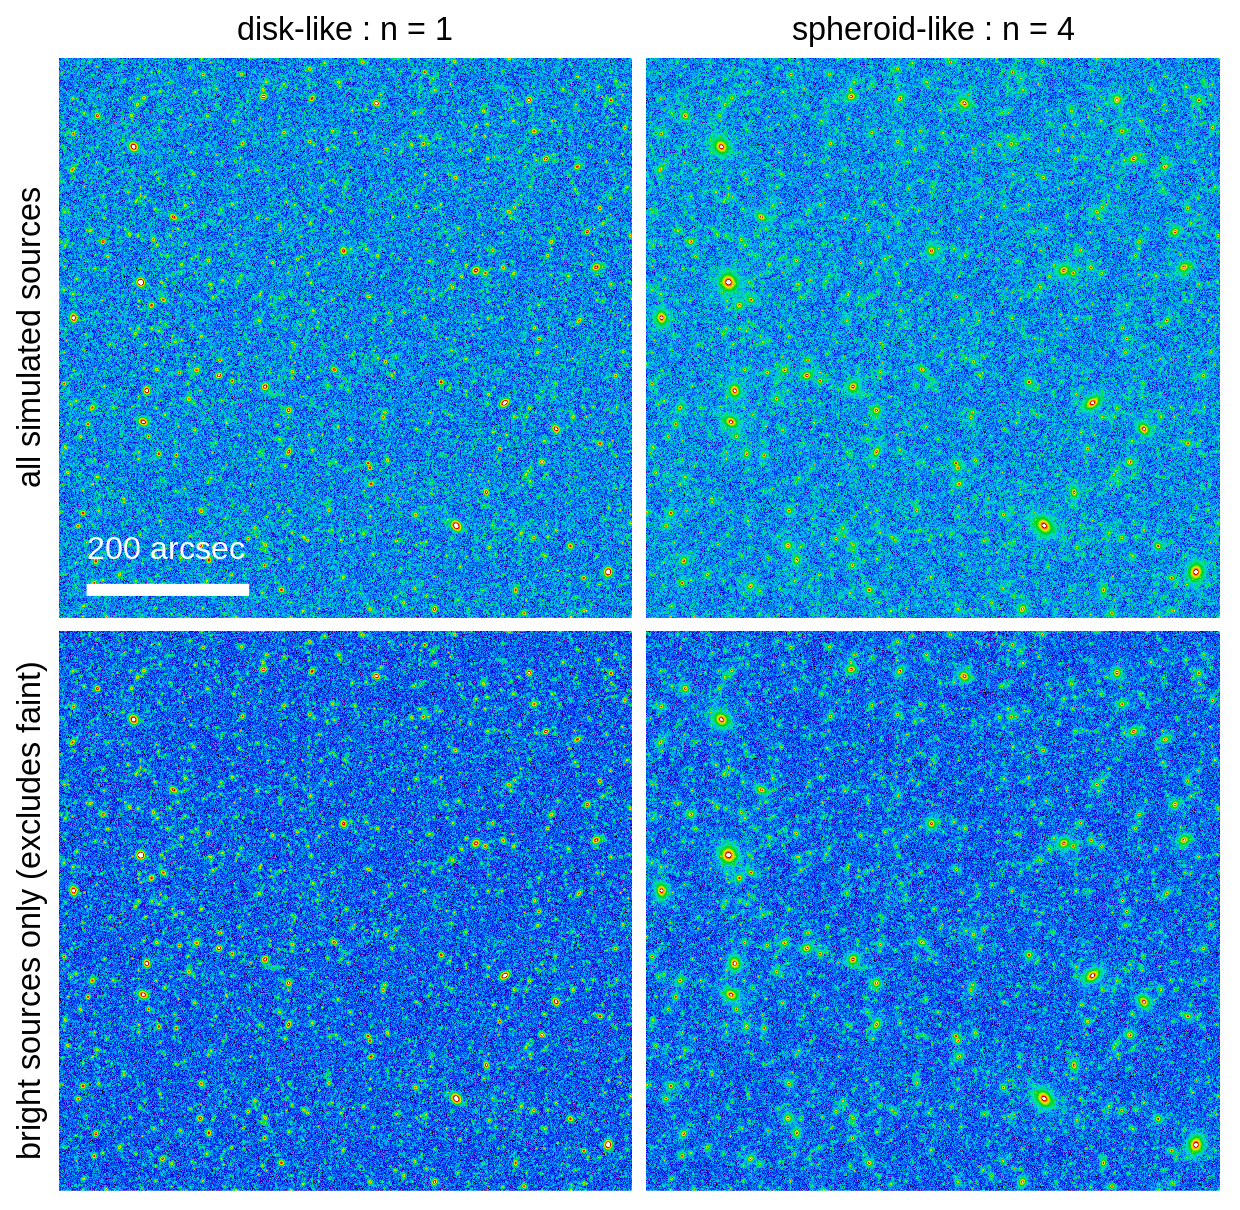 disk-like : n = 1
spheroid-like : n = 4
all simulated sources
200 arcsec
bright sources only (excludes faint)